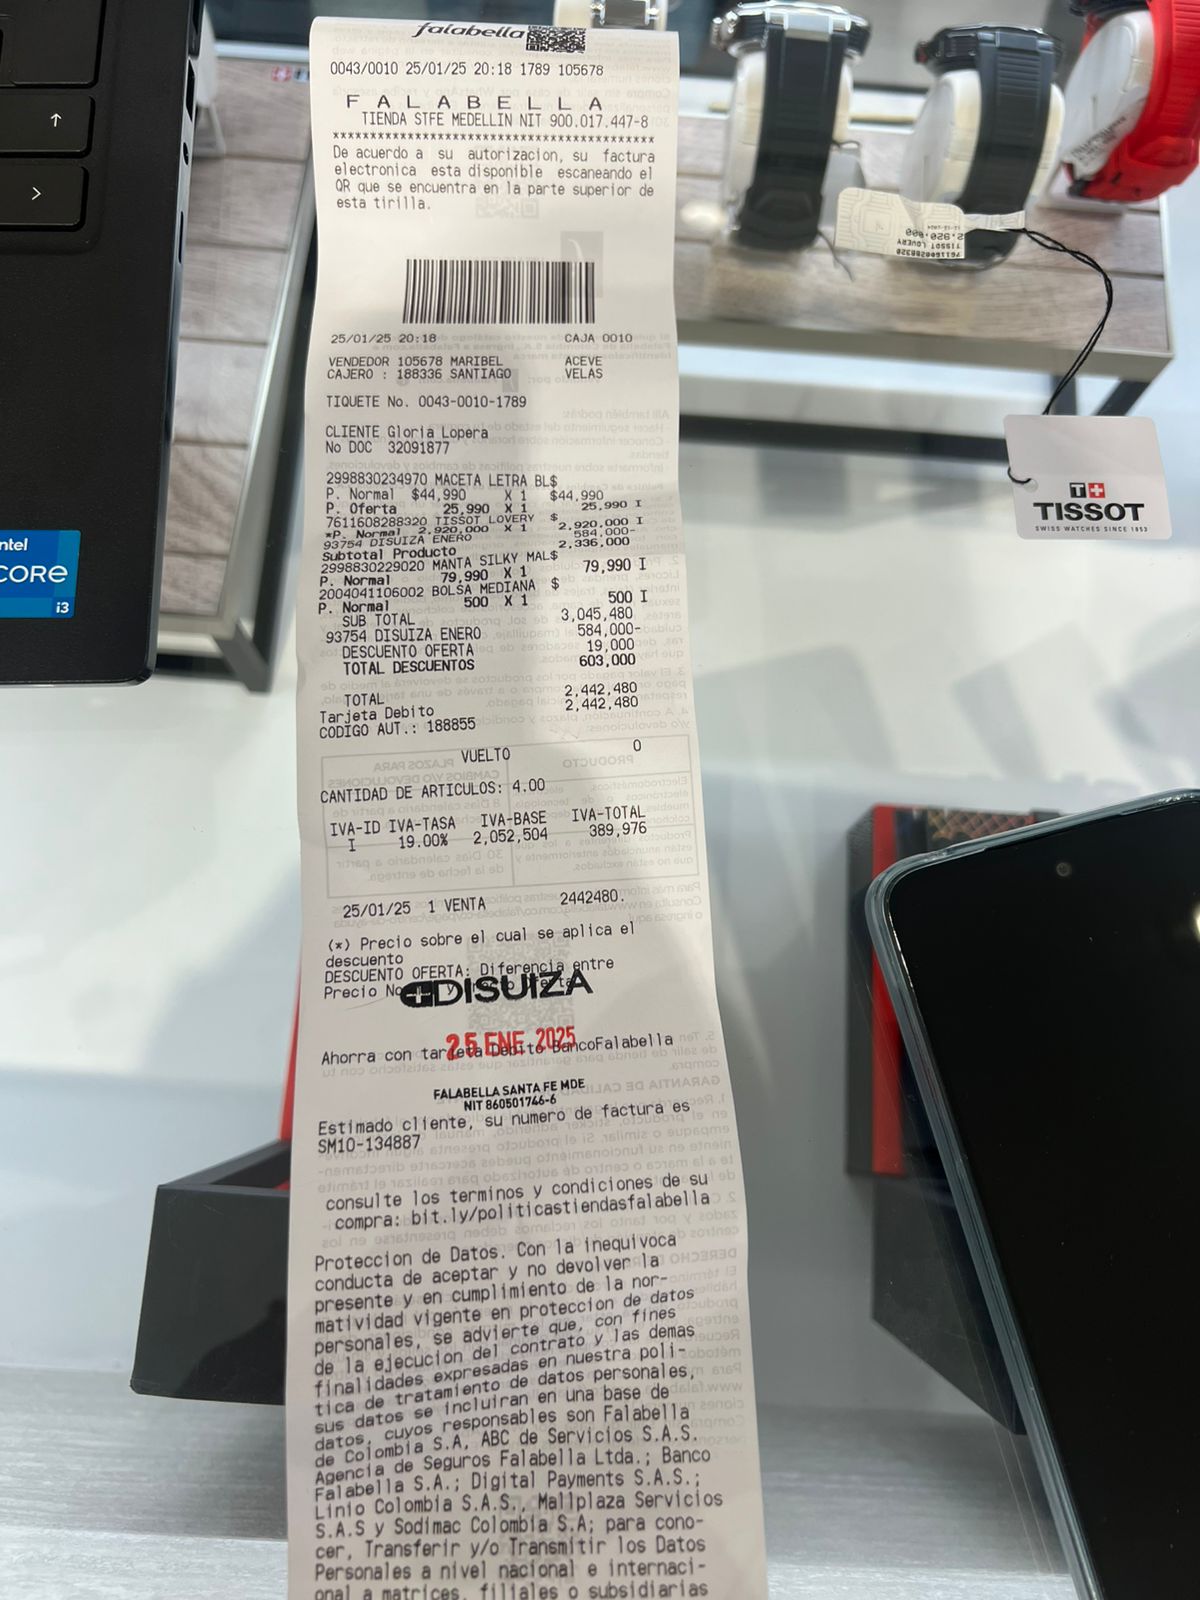 falabella
0043/0010 25/01/25 20:18 1789 105678
F A L A B E L L A
TIENDA STFE MEDELLIN NIT 900.017.447-8
xxxxxxxxxxxxxxxxxxxxxxxxxxxxxxxxxxxxxxxx
De acuerdo a su autorizacion, su factura
electronica esta disponible escaneando el
QR que se encuentra en la parte superior de
esta tirilla.
25/01/25 20:18 CAJA 0010
VENDEDOR 105678 MARIBEL ACEVE
CAJERO : 188336 SANTIAGO VELAS
TIQUETE No. 0043-0010-1789
CLIENTE Gloria Lopera
No DOC 32091877
2998830234970 MACETA LETRA BL$
P. Normal $44,990 X 1 $44,990
P. Oferta 25,990 X 1 25,990 I
7611608288320 TISSOT LOVERY $
*P. Normal 2.920,000 X 1 2,920,000 I
93754 DISUIZA ENERO 584,000-
Subtotal Producto 2,336,000
2998830229020 MANTA SILKY MAL$
P. Normal 79,990 X 1 79,990 I
2004041106002 BOLSA MEDIANA $
P. Normal 500 X 1 500 I
SUB TOTAL 3,045,480
93754 DISUIZA ENERO 584,000-
DESCUENTO OFERTA 19,000
TOTAL DESCUENTOS 603,000
TOTAL 2,442,480
Tarjeta Debito 2,442,480
CODIGO AUT.: 188855
VUELTO 0
CANTIDAD DE ARTICULOS: 4.00
IVA-ID IVA-TASA IVA-BASE IVA-TOTAL
I 19.00% 2,052,504 389,976
25/01/25 1 VENTA 2442480.
(*) Precio sobre el cual se aplica el
descuento
DESCUENTO OFERTA: Diferencia entre
Precio No y
DISUIZA
25 ENE 2025
Ahorra con tarjeta Debito BancoFalabella
FALABELLA SANTA FE MDE
NIT 860501746-6
Estimado cliente, su numero de factura es
SM10-134887
consulte los terminos y condiciones de su
compra: bit.ly/politicastiendasfalabella
Proteccion de Datos. Con la inequivoca
conducta de aceptar y no devolver la
presente y en cumplimiento de la nor-
matividad vigente en proteccion de datos
personales, se advierte que, con fines
de la ejecucion del contrato y las demas
finalidades expresadas en nuestra poli-
tica de tratamiento de datos personales,
sus datos se incluiran en una base de
datos, cuyos responsables son Falabella
de Colombia S.A, ABC de Servicios S.A.S.
Agencia de Seguros Falabella Ltda.; Banco
Falabella S.A.; Digital Payments S.A.S.;
Linio Colombia S.A.S., Mallplaza Servicios
S.A.S y Sodimac Colombia S.A; para cono-
cer, Transferir y/o Transmitir los Datos
Personales a nivel nacional e internaci-
onal a matrices, filiales o subsidiarias
intel
CORE
i3
7611608288320
TISSOT LOVERY
2.920.000
T+
TISSOT
SWISS WATCHES SINCE 1853